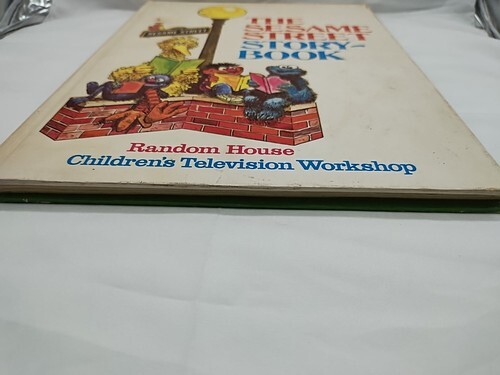 SESAME STREET
THE
SESAME
STREET
STORY-
BOOK
Random House
Children's Television Workshop